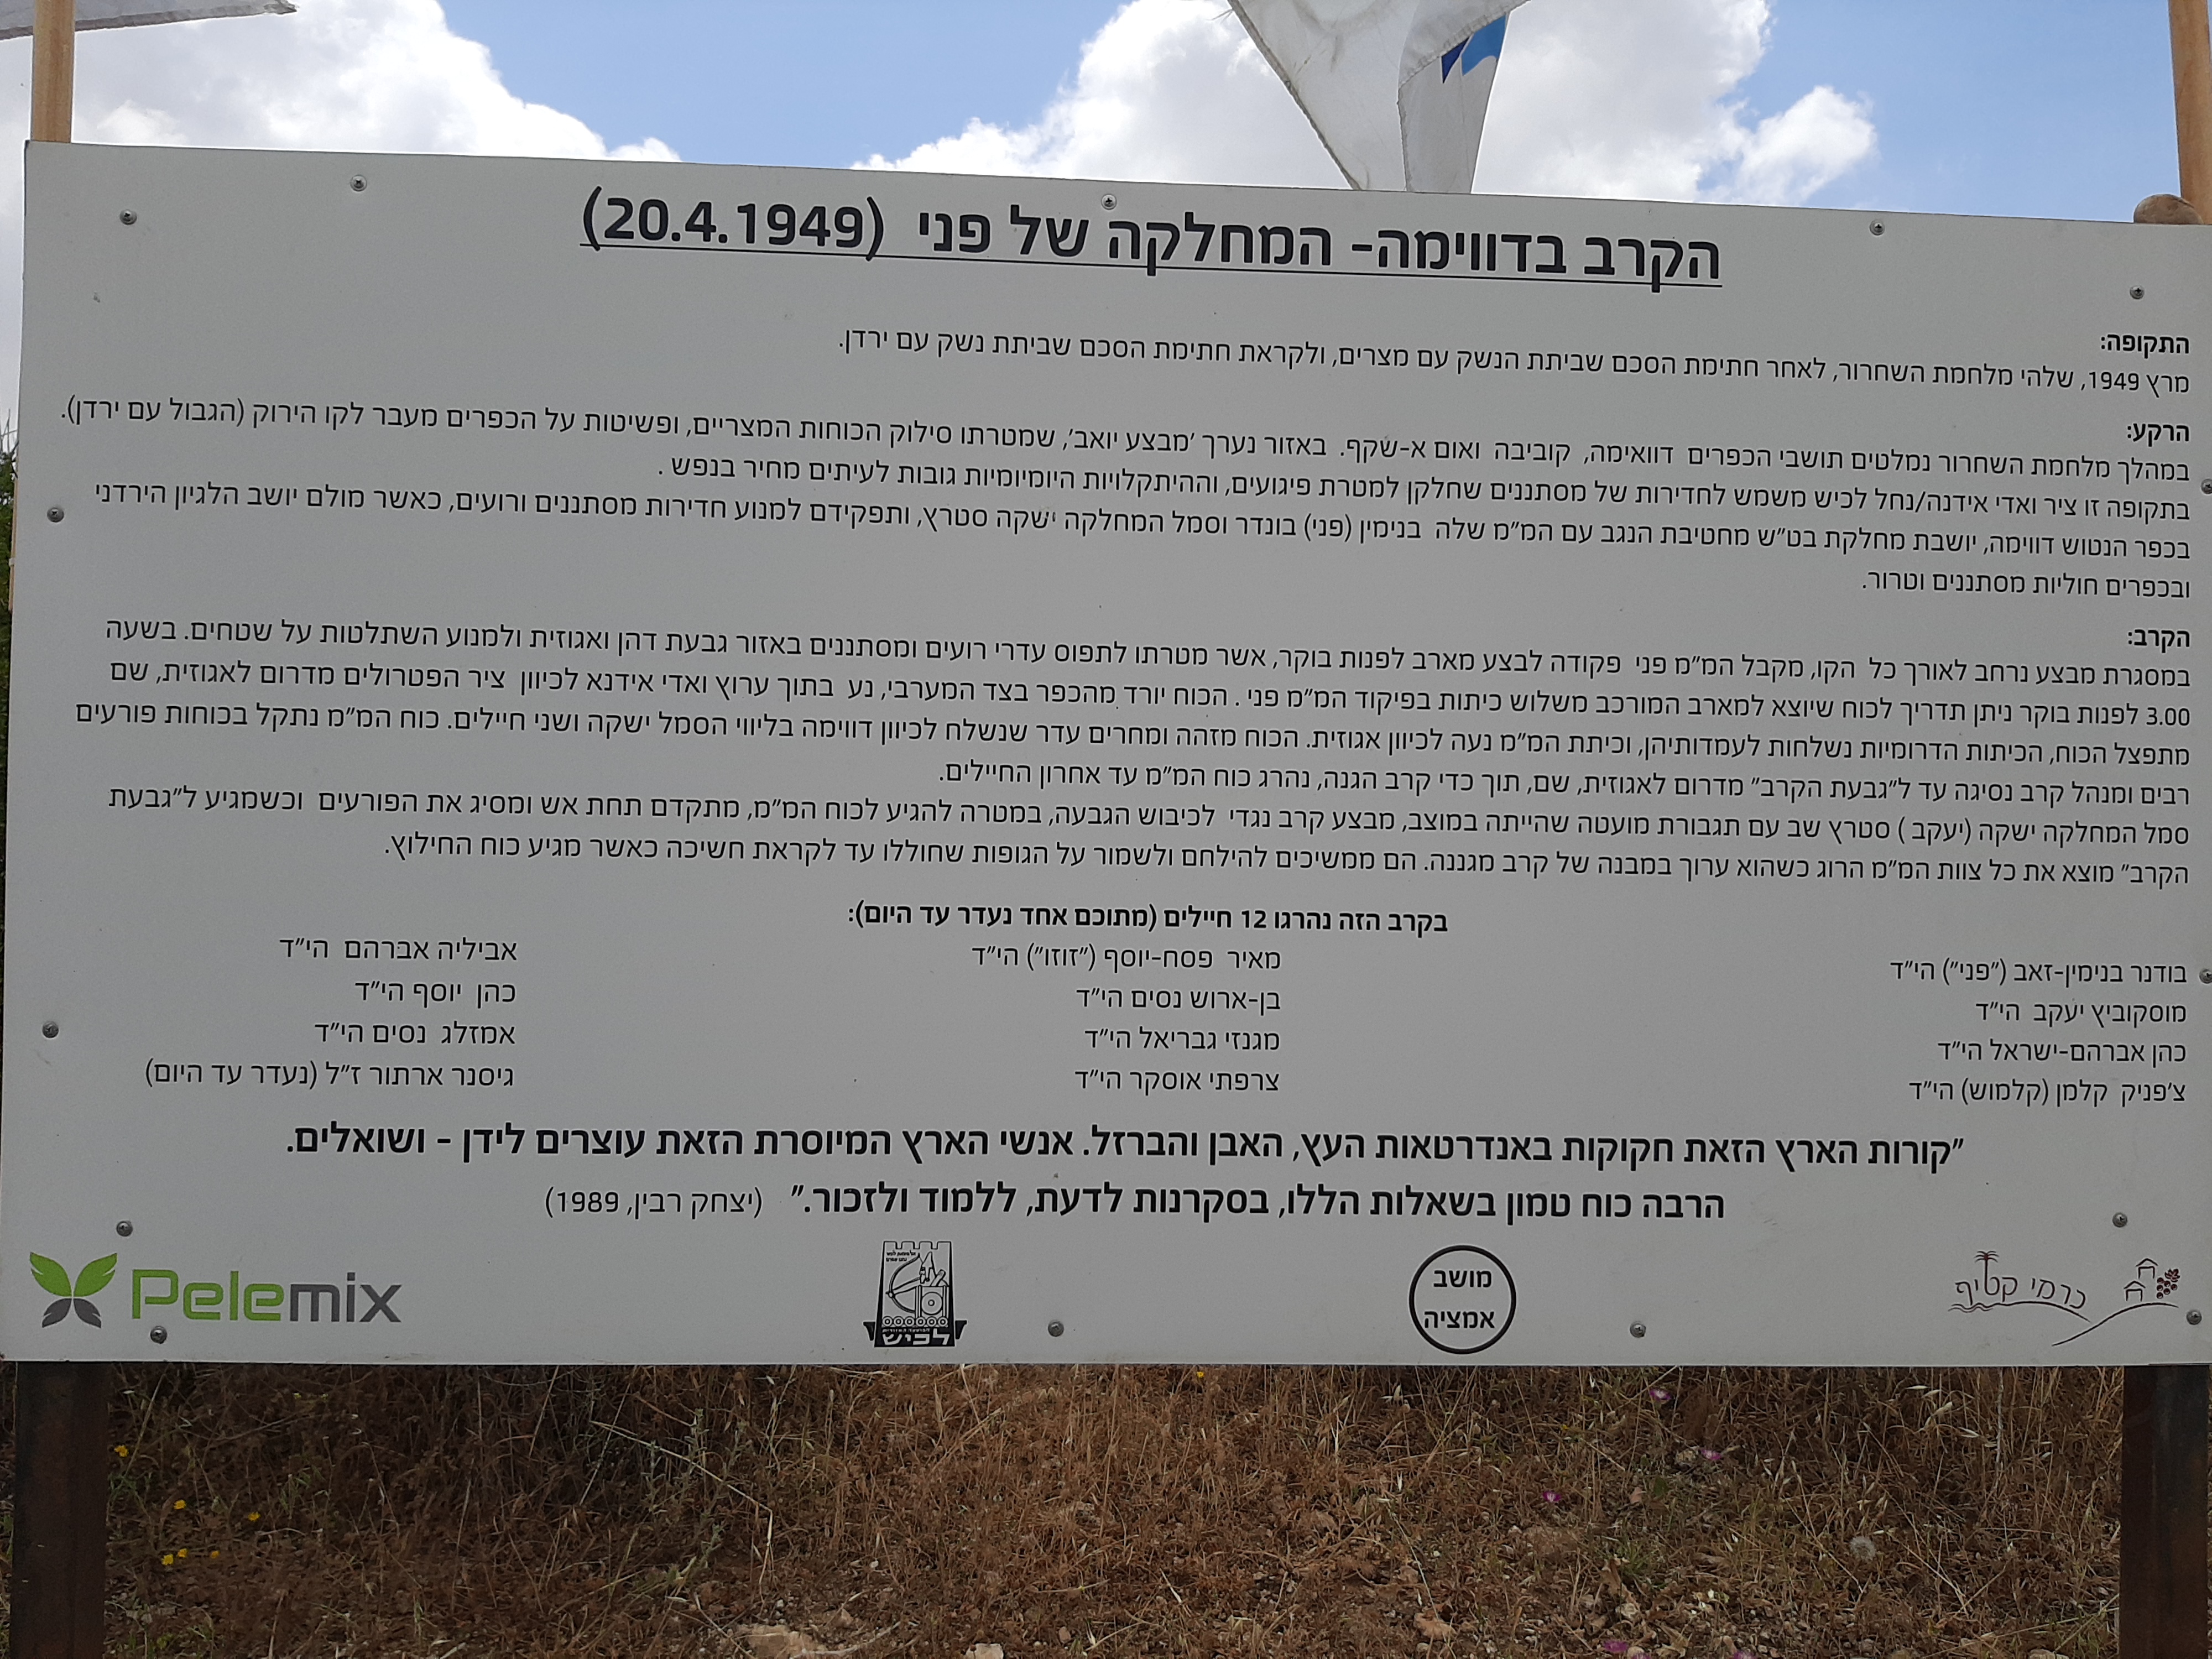 הקרב בדווימה- המחלקה של פני (20.4.1949)
התקופה:
מרץ 1949, שלהי מלחמת השחרור, לאחר חתימת הסכם שביתת הנשק עם מצרים, ולקראת חתימת הסכם שביתת נשק עם ירדן.
הרקע:
במהלך מלחמת השחרור נמלטים תושבי הכפרים דוואימה, קוביבה ואום א-שקף. באזור נערך 'מבצע יואב', שמטרתו סילוק הכוחות המצריים, ופשיטות על הכפרים מעבר לקו הירוק (הגבול עם ירדן).
בתקופה זו ציר ואדי אידנה/נחל לכיש משמש לחדירות של מסתננים שחלקן למטרת פיגועים, וההיתקלויות היומיומיות גובות לעיתים מחיר בנפש .
בכפר הנטוש דווימה, יושבת מחלקת בט"ש מחטיבת הנגב עם המ"מ שלה בנימין (פני) בונדר וסמל המחלקה ישקה סטרץ, ותפקידם למנוע חדירות מסתננים ורועים, כאשר מולם יושב הלגיון הירדני
ובכפרים חוליות מסתננים וטרור.
הקרב:
במסגרת מבצע נרחב לאורך כל הקו, מקבל המ"מ פני פקודה לבצע מארב לפנות בוקר, אשר מטרתו לתפוס עדרי רועים ומסתננים באזור גבעת דהן ואגוזית ולמנוע השתלטות על שטחים. בשעה
3.00 לפנות בוקר ניתן תדריך לכוח שיוצא למארב המורכב משלוש כיתות בפיקוד המ"מ פני . הכוח יורד מהכפר בצד המערבי, נע בתוך ערוץ ואדי אידנא לכיוון ציר הפטרולים מדרום לאגוזית, שם
מתפצל הכוח, הכיתות הדרומיות נשלחות לעמדותיהן, וכיתת המ"מ נעה לכיוון אגוזית. הכוח מזהה ומחרים עדר שנשלח לכיוון דווימה בליווי הסמל ישקה ושני חיילים. כוח המ"מ נתקל בכוחות פורעים
רבים ומנהל קרב נסיגה עד ל"גבעת הקרב" מדרום לאגוזית, שם, תוך כדי קרב הגנה, נהרג כוח המ"מ עד אחרון החיילים.
סמל המחלקה ישקה (יעקב ) סטרץ שב עם תגבורת מועטה שהייתה במוצב, מבצע קרב נגדי לכיבוש הגבעה, במטרה להגיע לכוח המ"מ, מתקדם תחת אש ומסיג את הפורעים וכשמגיע ל"גבעת
הקרב" מוצא את כל צוות המ"מ הרוג כשהוא ערוך במבנה של קרב מגננה. הם ממשיכים להילחם ולשמור על הגופות שחוללו עד לקראת חשיכה כאשר מגיע כוח החילוץ.
בקרב הזה נהרגו 12 חיילים (מתוכם אחד נעדר עד היום):
בודנר בנימין-זאב ("פני") הי"ד
מוסקוביץ יעקב הי"ד
כהן אברהם-ישראל הי"ד
צ'פניק קלמן (קלמוש) הי"ד
מאיר פסח-יוסף ("זוזו") הי"ד
בן-ארוש נסים הי"ד
מגנזי גבריאל הי"ד
צרפתי אוסקר הי"ד
אביליה אברהם הי"ד
כהן יוסף הי"ד
אמזלג נסים הי"ד
גיסנר ארתור ז"ל (נעדר עד היום)
"קורות הארץ הזאת חקוקות באנדרטאות העץ, האבן והברזל. אנשי הארץ המיוסרת הזאת עוצרים לידן - ושואלים.
הרבה כוח טמון בשאלות הללו, בסקרנות לדעת, ללמוד ולזכור." (יצחק רבין, 1989)
כרמי קטיף
מושב
אמציה
לכיש
Pelemix